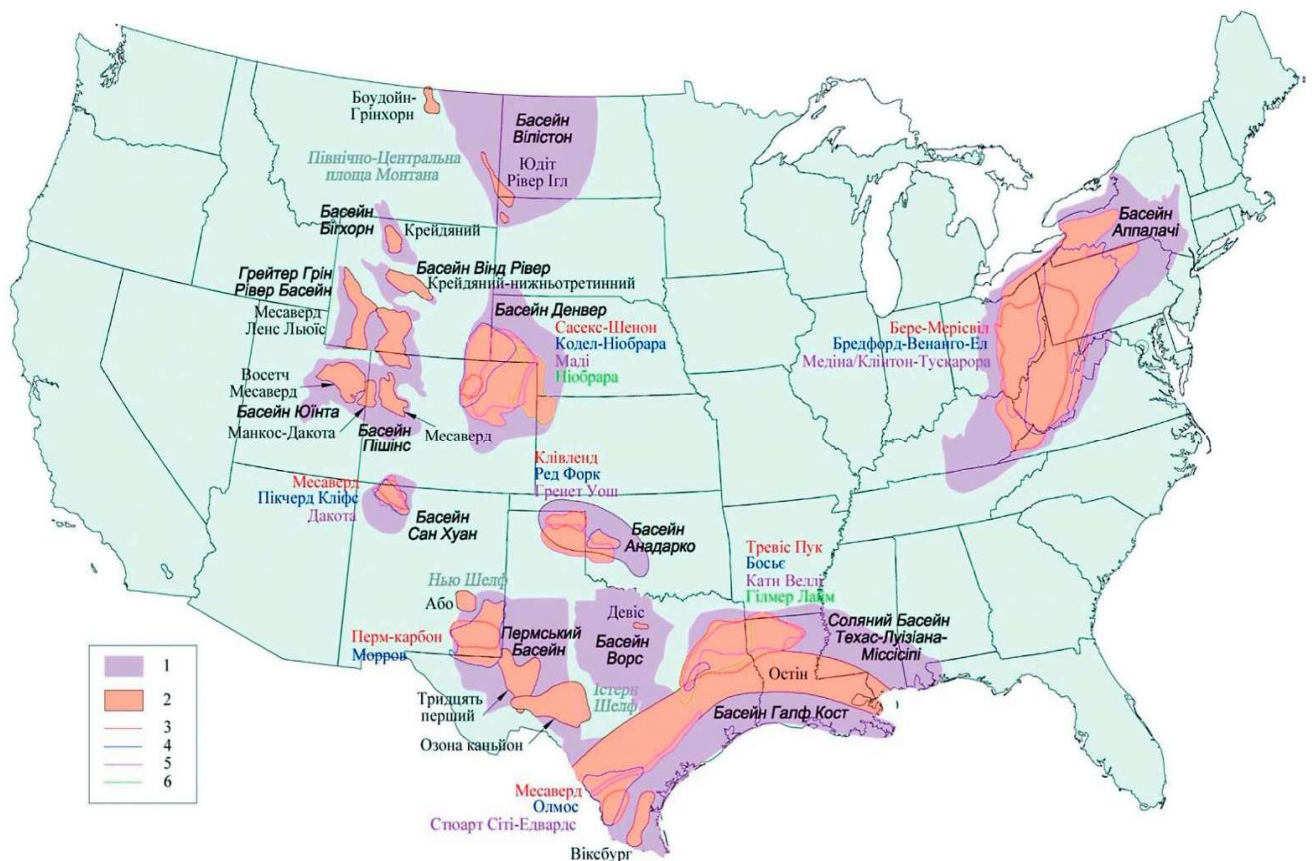 Боудойн-
Грінхорн
Басейн
Вілістон
Юдіт
Рівер Ігл
Північно-Центральна
площа Монтана
Басейн
Бігхорн
Крейдяний
Басейн
Аппалачі
Грейтер Грін
Рівер Басейн
Басейн Вінд Рівер
Крейдяний-нижньотретинний
Месаверд
Ленс Льюїс
Басейн Денвер
Сасекс-Шенон
Кодел-Ніобрара
Маді
Ніобрара
Бере-Мерісвіл
Бредфорд-Венанго-Ел
Медіна/Клінтон-Тускарора
Восетч
Месаверд
Басейн Юїнта
Манкос-Дакота
Басейн
Пішінс
Месаверд
Месаверд
Пікчерд Кліфс
Дакота
Басейн
Сан Хуан
Клівленд
Ред Форк
Гренет Уош
Басейн
Анадарко
Тревіс Пук
Босьє
Катн Веллі
Гілмер Лайм
Нью Шелф
Або
Перм-карбон
Морров
Пермський
Басейн
Девіс
Басейн
Ворс
Соляний Басейн
Техас-Луїзіана-
Міссісіпі
Остін
Істерн
Шелф
Тридцять
перший
Озона каньйон
Басейн Галф Кост
Месаверд
Олмос
Стюарт Сіті-Едвардс
Віксбург
1
2
3
4
5
6